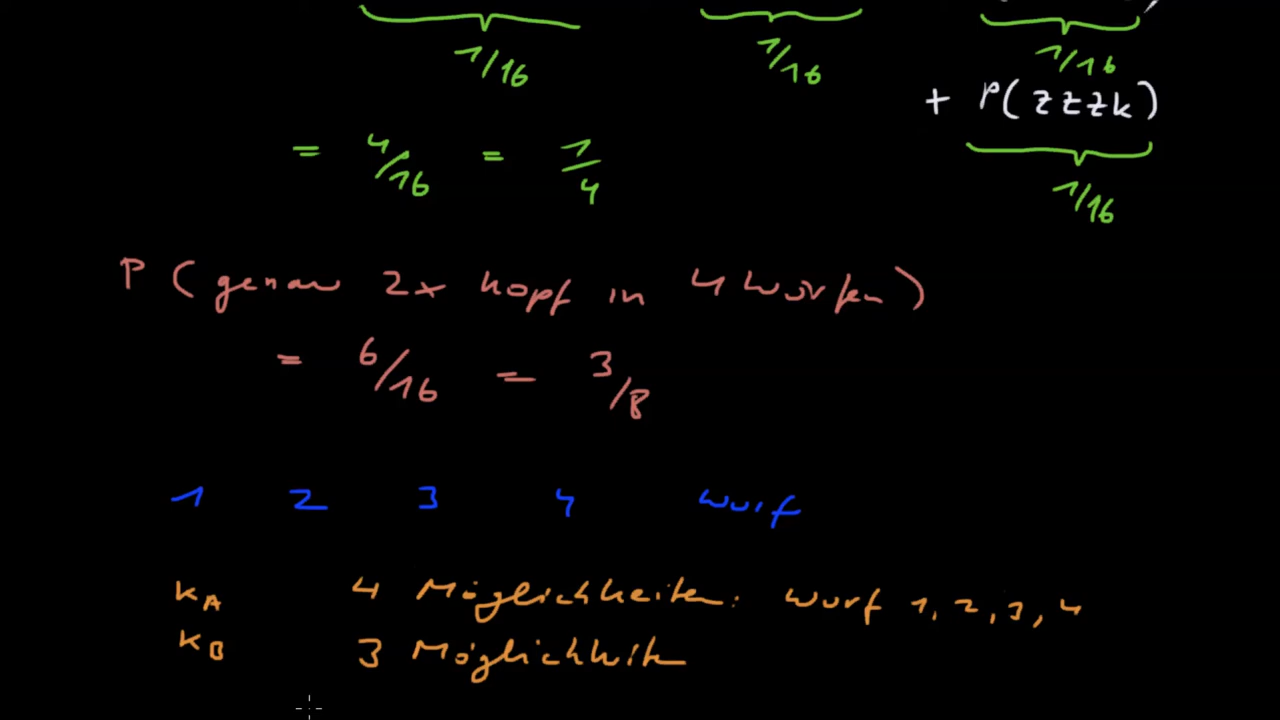 1/16 1/16 1/16
+ P(ZZZK)
= 4/16 = 1/4 1/16
P (genau 2x Kopf in 4 Würfen)
= 6/16 = 3/8
1 2 3 4 Wurf
KA 4 Möglichkeiten: Wurf 1, 2, 3, 4
KB 3 Möglichkeiten